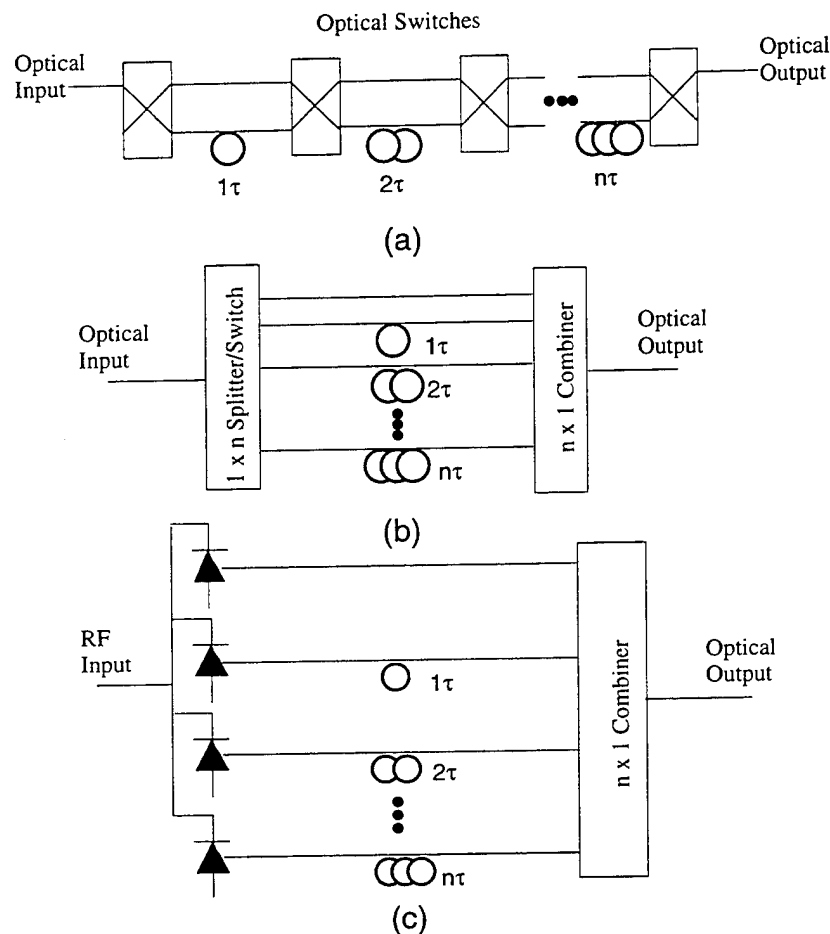 Optical Switches
Optical
Input
Optical
Output
1τ
2τ
nτ
(a)
Optical
Input
1 x n Splitter/Switch
1τ
2τ
nτ
n x 1 Combiner
Optical
Output
(b)
RF
Input
1τ
2τ
nτ
n x 1 Combiner
Optical
Output
(c)